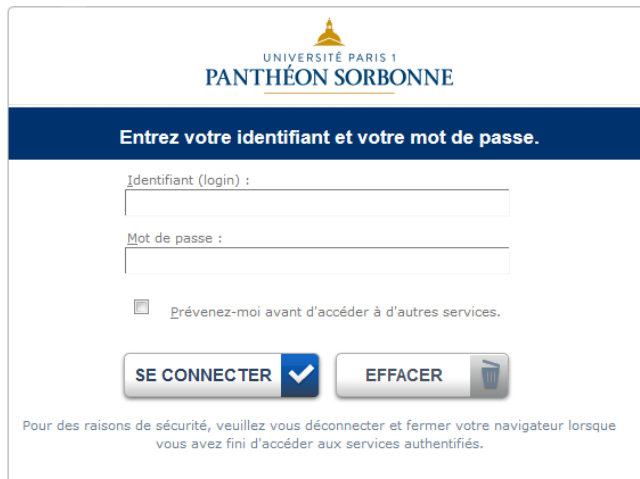 UNIVERSITÉ PARIS 1
PANTHÉON SORBONNE
Entrez votre identifiant et votre mot de passe.
Identifiant (login) :
Mot de passe :
Prévenez-moi avant d'accéder à d'autres services.
SE CONNECTER
EFFACER
Pour des raisons de sécurité, veuillez vous déconnecter et fermer votre navigateur lorsque
vous avez fini d'accéder aux services authentifiés.